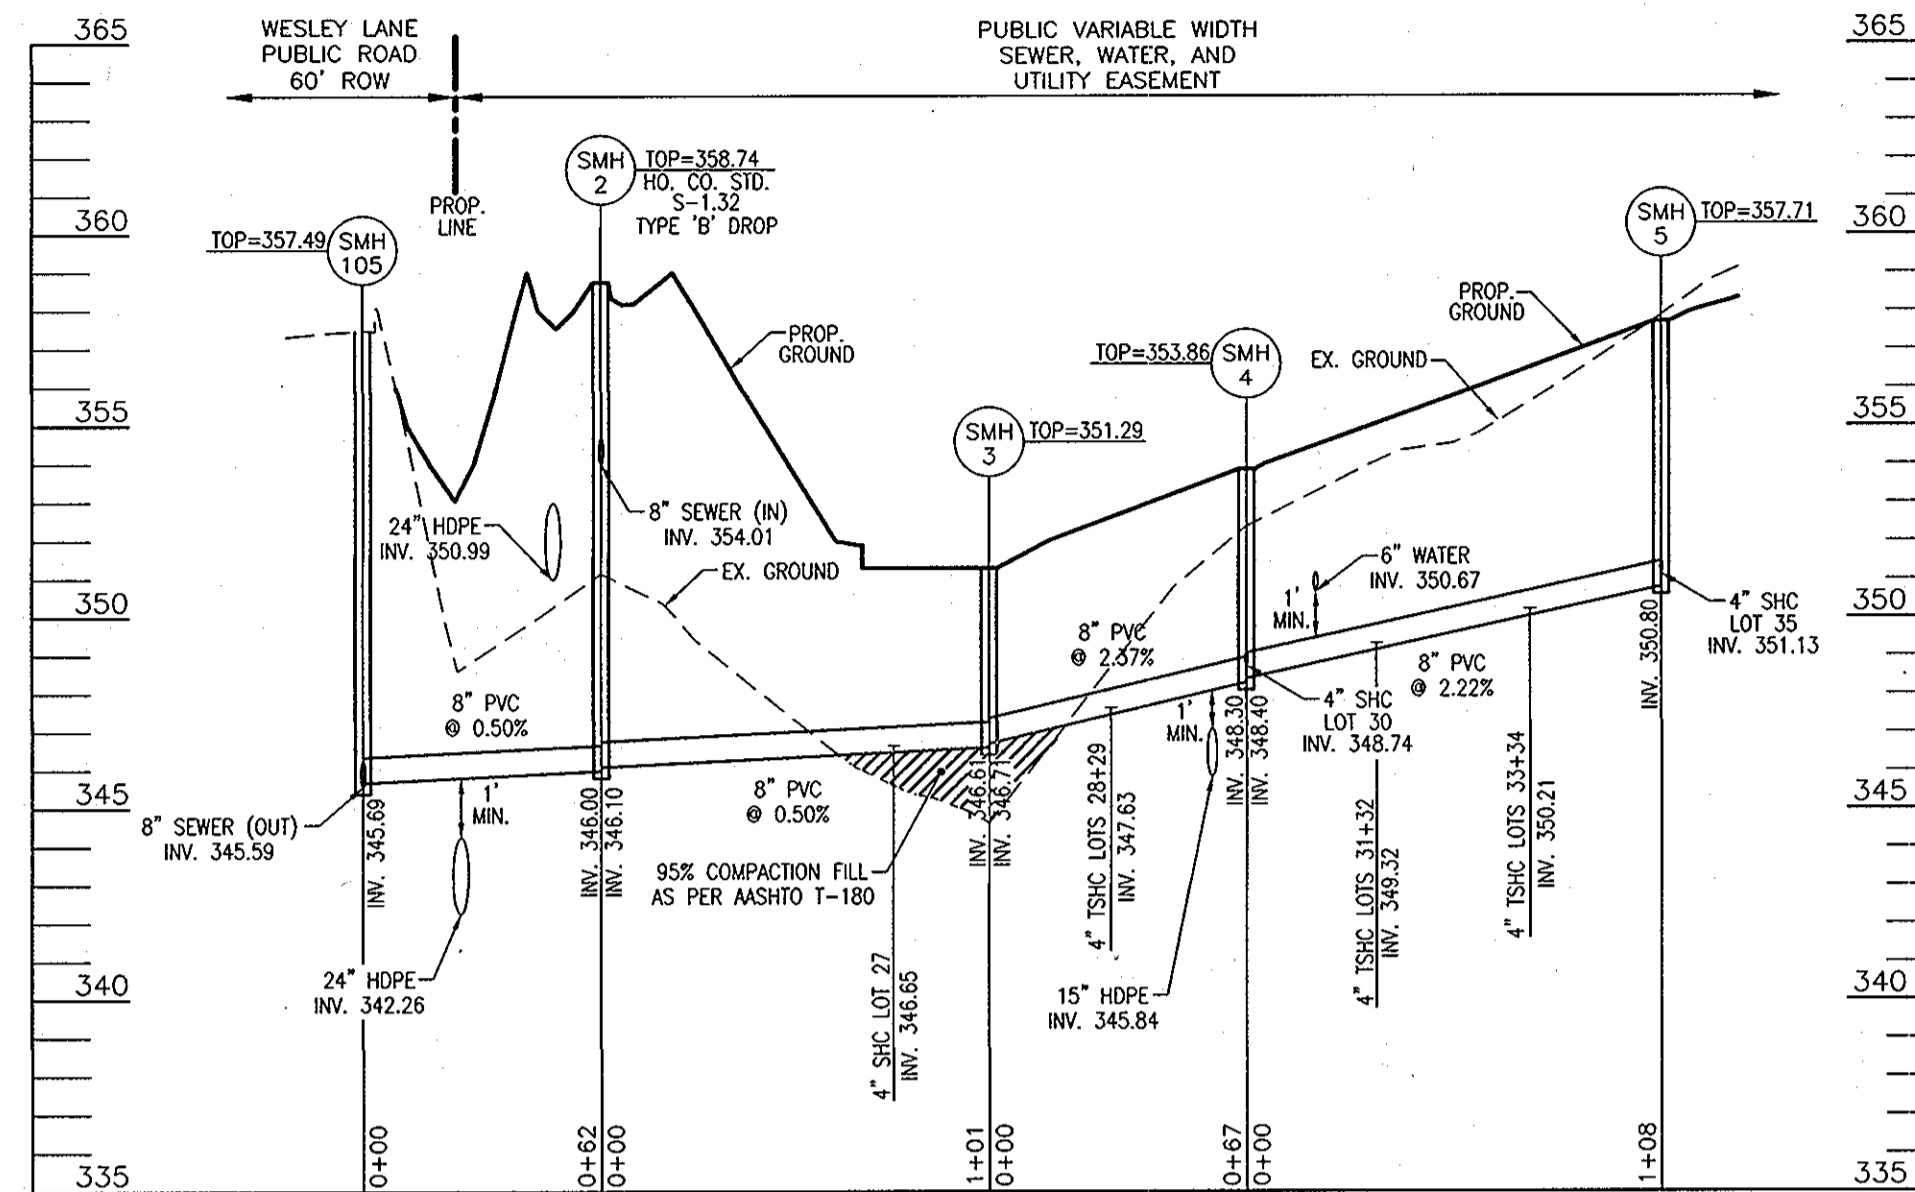 WESLEY LANE
PUBLIC ROAD
60' ROW
PUBLIC VARIABLE WIDTH
SEWER, WATER, AND
UTILITY EASEMENT
365
365
PROP.
LINE
SMH
2
TOP=358.74
HO. CO. STD.
S-1.32
TYPE 'B' DROP
SMH
5
TOP=357.71
360
360
TOP=357.49
SMH
105
PROP.
GROUND
PROP.
GROUND
TOP=353.86
SMH
4
EX. GROUND
355
355
SMH
3
TOP=351.29
24" HDPE
INV. 350.99
8" SEWER (IN)
INV. 354.01
EX. GROUND
6" WATER
INV. 350.67
1'
MIN.
350
350
8" PVC
@ 2.37%
4" SHC
LOT 35
INV. 351.13
INV. 350.80
8" PVC
@ 0.50%
8" PVC
@ 2.22%
4" SHC
LOT 30
INV. 348.74
1'
MIN.
INV. 348.30
INV. 348.40
345
345
8" SEWER (OUT)
INV. 345.59
INV. 345.69
1'
MIN.
INV. 346.00
INV. 346.10
8" PVC
@ 0.50%
INV. 346.61
INV. 346.71
95% COMPACTION FILL
AS PER AASHTO T-180
4" TSHC LOTS 28+29
INV. 347.63
4" TSHC LOTS 31+32
INV. 349.32
4" TSHC LOTS 33+34
INV. 350.21
24" HDPE
INV. 342.26
4" SHC LOT 27
INV. 346.65
15" HDPE
INV. 345.84
340
340
0+00
0+62
0+00
1+01
0+00
0+67
0+00
1+08
335
335